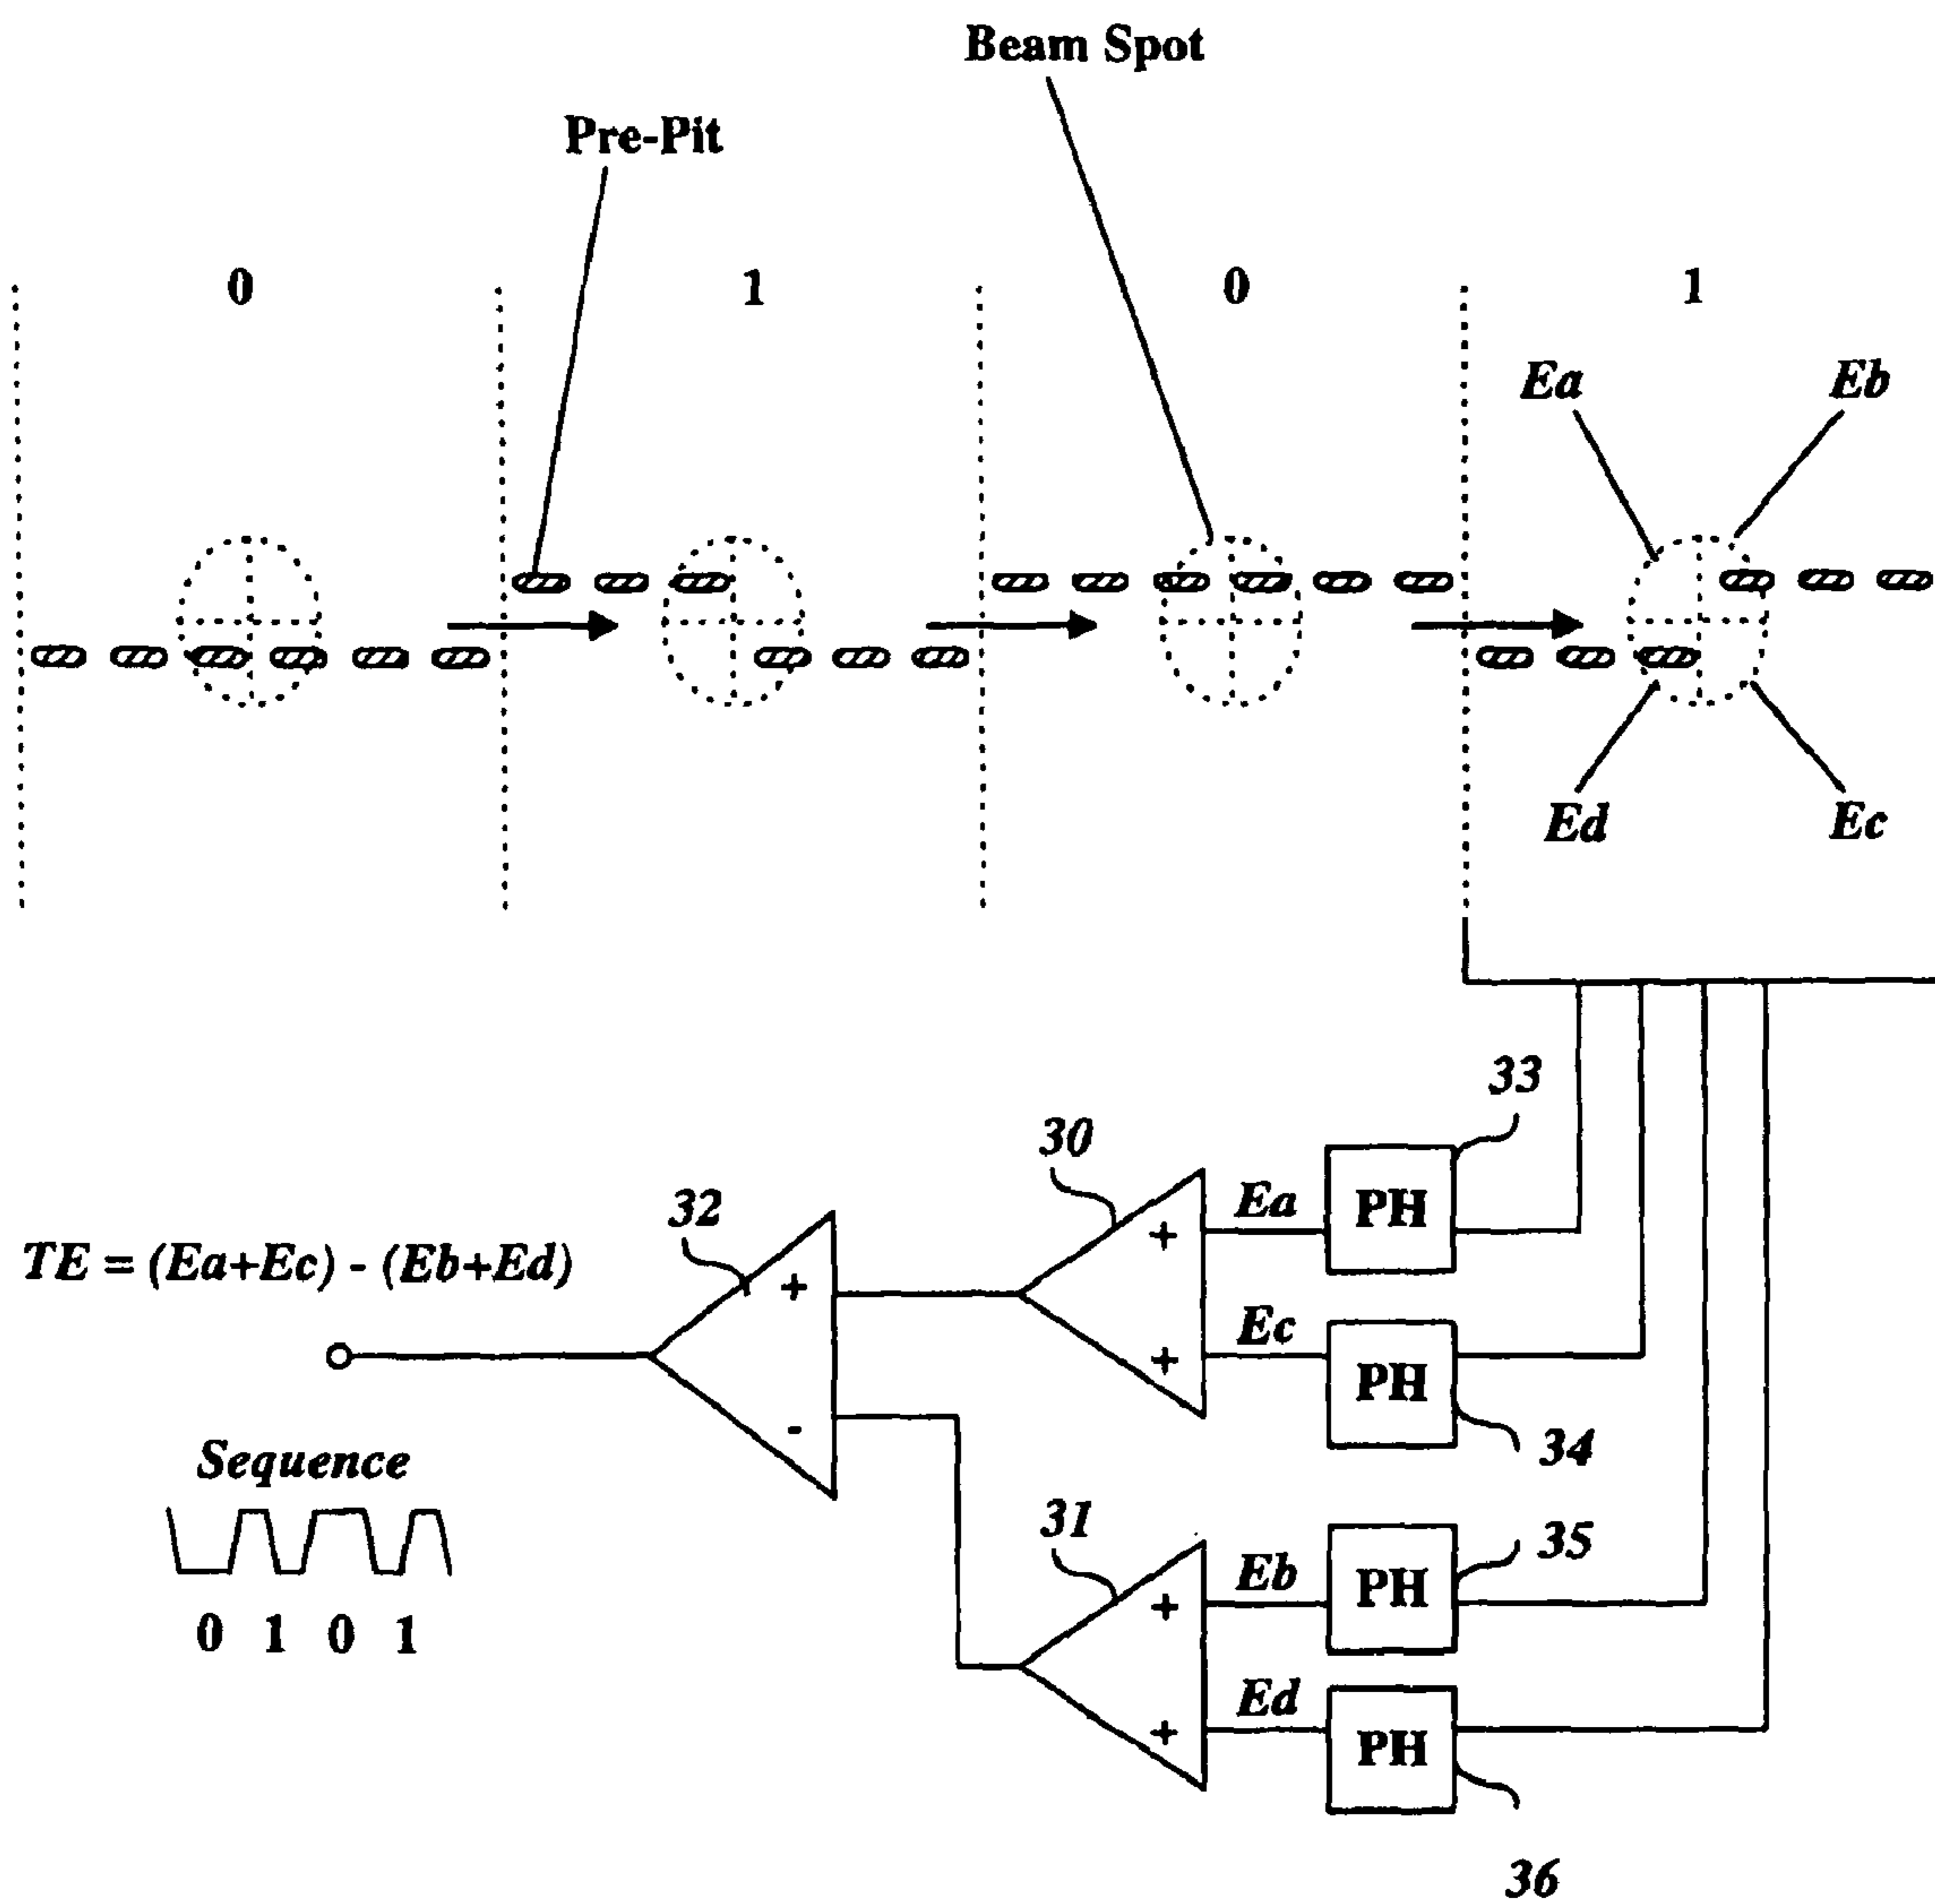 Beam Spot
Pre-Pit
0 1 0 1
Ea Eb
Ed Ec
33
30
Ea
PH
32
+
+
TE = (Ea+Ec) - (Eb+Ed)
Ec
+
PH
-
34
Sequence
31
35
Eb
PH
+
0 1 0 1
Ed
+
PH
36